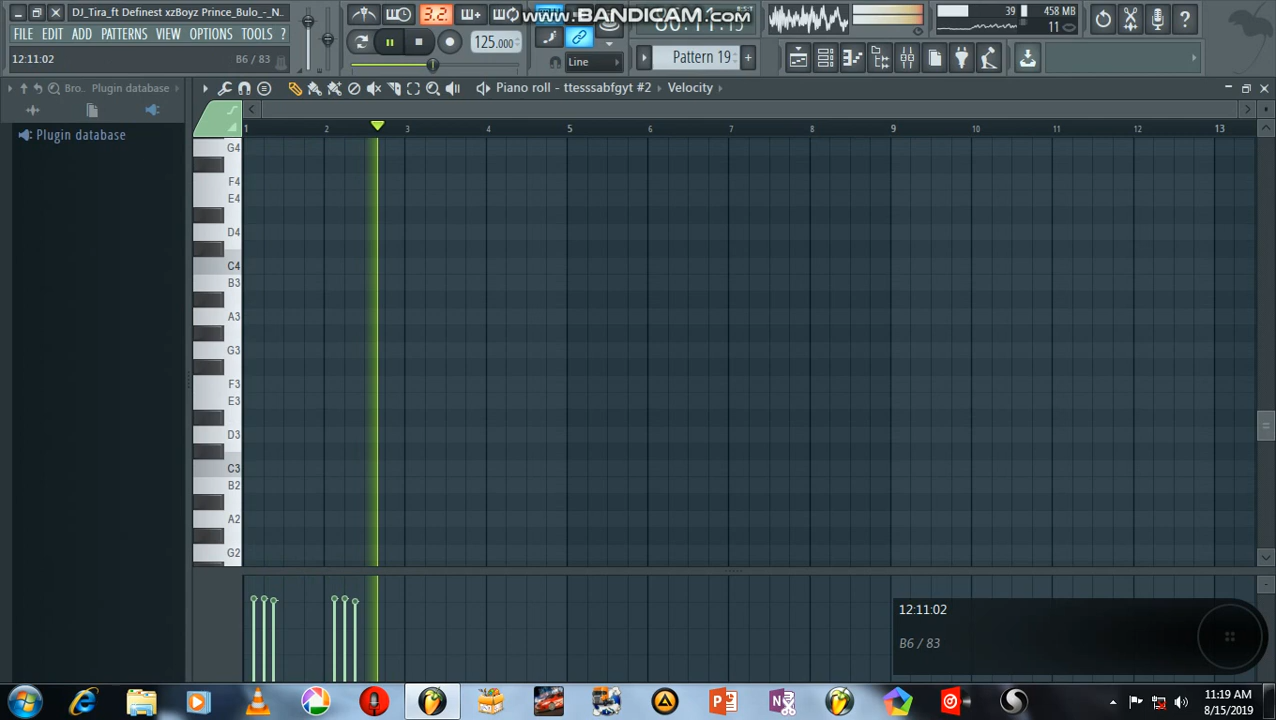 DJ_Tira_ft Definest xzBoyz Prince_Bulo_-_N..
3.2.
www.BANDICAM.com
39
458 MB
11
FILE EDIT ADD PATTERNS VIEW OPTIONS TOOLS ?
125.000
Line
Pattern 19
12:11:02
B6 / 83
Bro.. Plugin database
Piano roll - ttesssabfgyt #2 Velocity
Plugin database
1 2 3 4 5 6 7 8 9 10 11 12 13
G4
F4
E4
D4
C4
B3
A3
G3
F3
E3
D3
C3
B2
A2
G2
12:11:02
B6 / 83
11:19 AM
8/15/2019